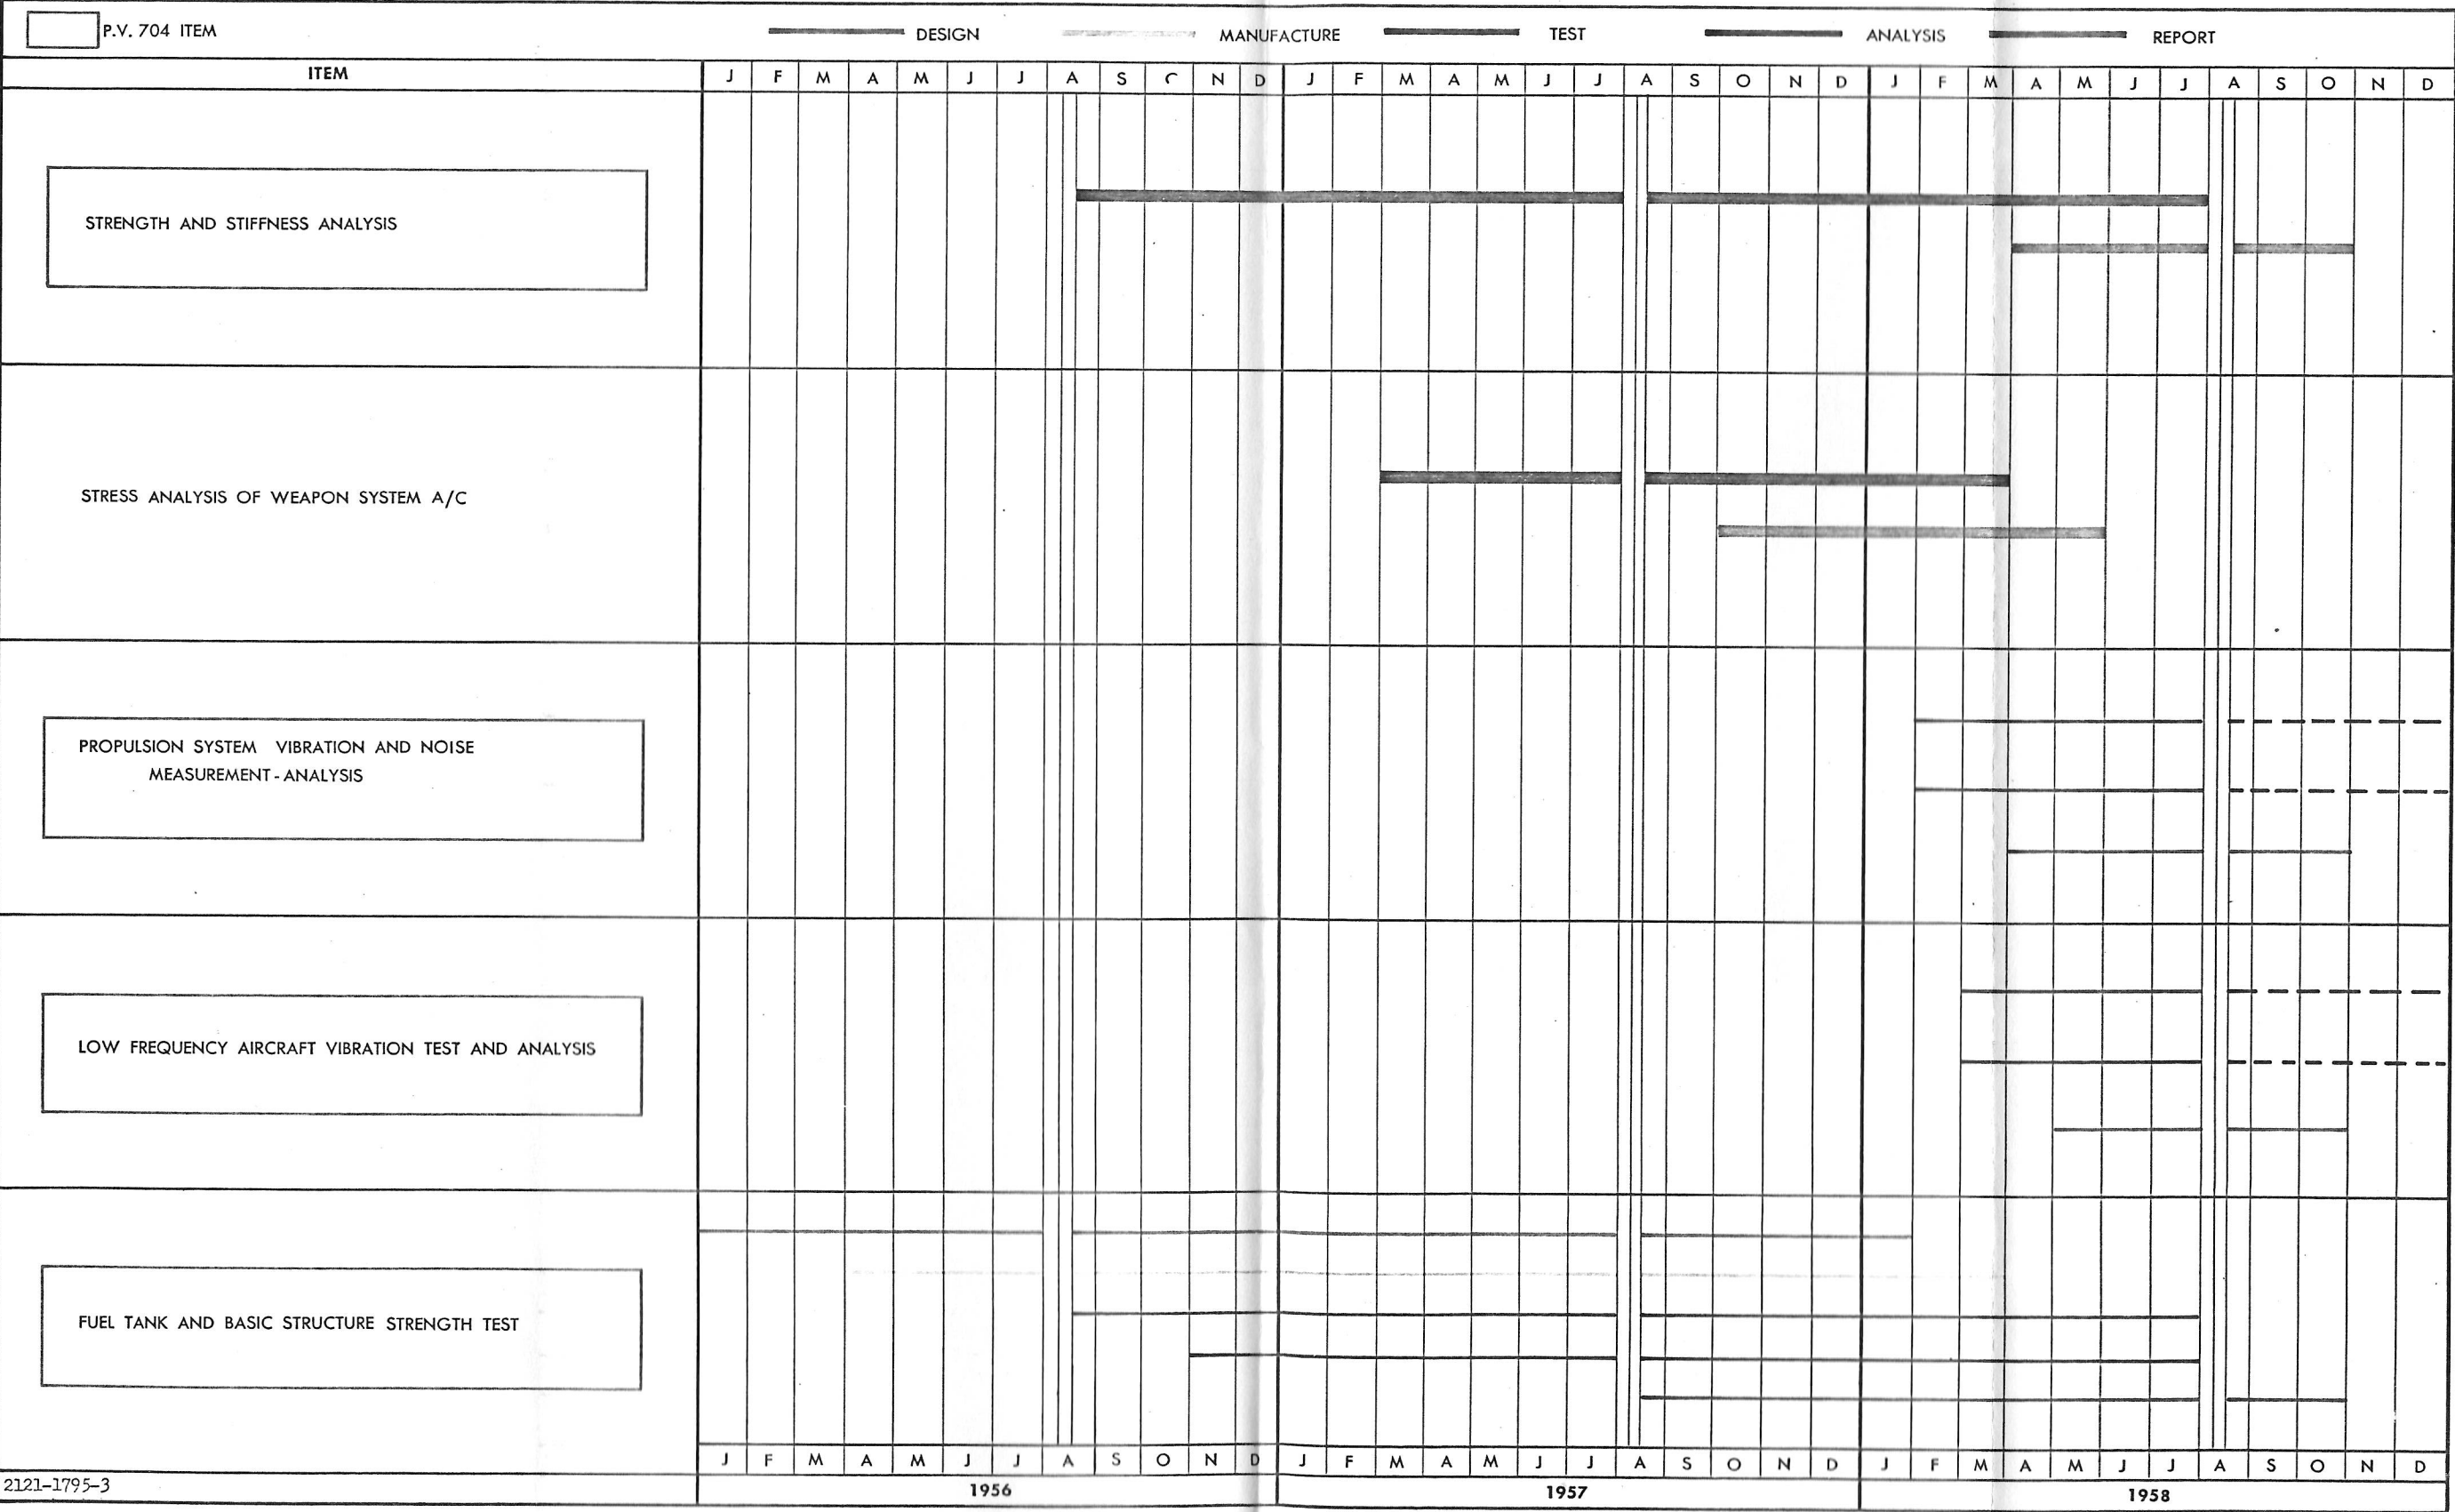 P.V. 704 ITEM DESIGN MANUFACTURE TEST ANALYSIS REPORT
ITEM J F M A M J J A S O N D J F M A M J J A S O N D J F M A M J J A S O N D
STRENGTH AND STIFFNESS ANALYSIS
STRESS ANALYSIS OF WEAPON SYSTEM A/C
PROPULSION SYSTEM VIBRATION AND NOISE
MEASUREMENT - ANALYSIS
LOW FREQUENCY AIRCRAFT VIBRATION TEST AND ANALYSIS
FUEL TANK AND BASIC STRUCTURE STRENGTH TEST
J F M A M J J A S O N D J F M A M J J A S O N D J F M A M J J A S O N D
2121-1795-3 1956 1957 1958